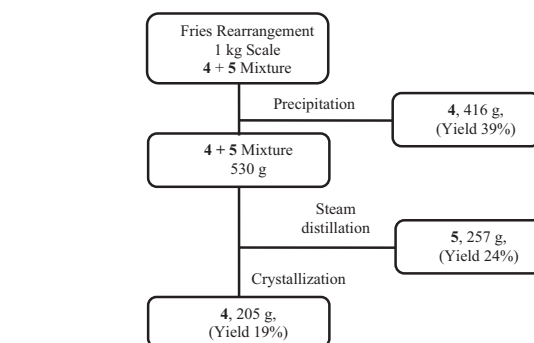 Fries Rearrangement
1 kg Scale
4 + 5 Mixture
Precipitation
4, 416 g,
(Yield 39%)
4 + 5 Mixture
530 g
Steam
distillation
5, 257 g,
(Yield 24%)
Crystallization
4, 205 g,
(Yield 19%)